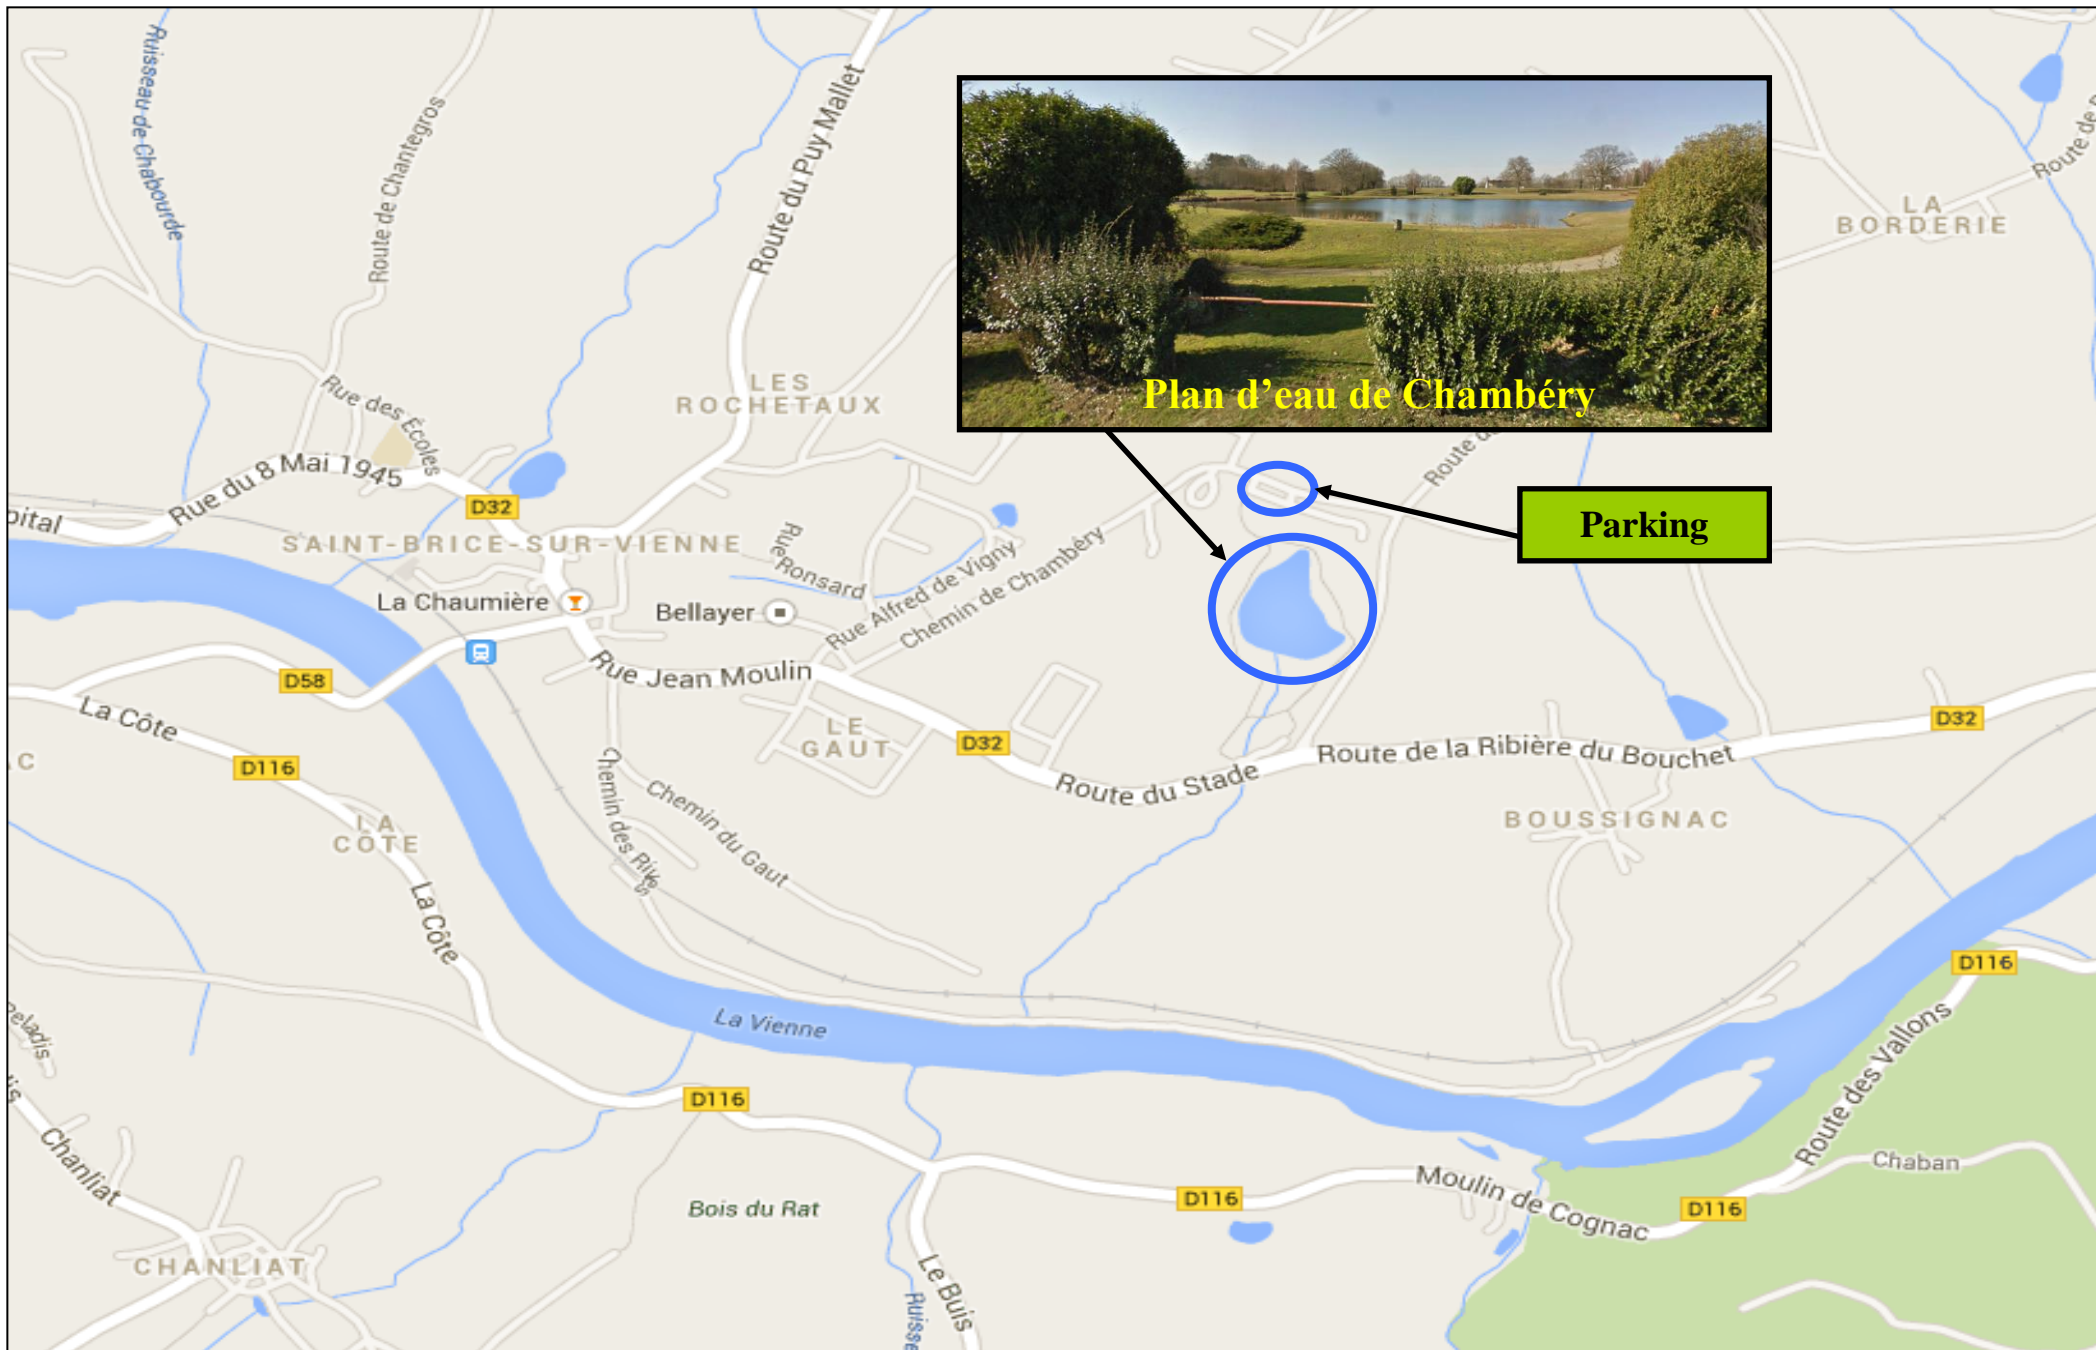 Ruisseau de Chabourde
Route de Chantegros
Route du Puy Mallet
Plan d’eau de Chambéry
LA
BORDERIE
LES
ROCHETAUX
Rue des Écoles
Rue du 8 Mai 1945
D32
Parking
SAINT-BRICE-SUR-VIENNE
Rue Ronsard
Rue Alfred de Vigny
Chemin de Chambéry
La Chaumière
Bellayer
Rue Jean Moulin
D58
La Côte
D116
LE
GAUT
D32
Route du Stade
Route de la Ribière du Bouchet
D32
BOUSSIGNAC
Chemin des Rives
Chemin du Gaut
LA
CÔTE
La Côte
La Vienne
D116
Route des Vallons
Chaban
D116
Bois du Rat
D116
Moulin de Cognac
D116
Chanliat
CHANLIAT
Le Buis